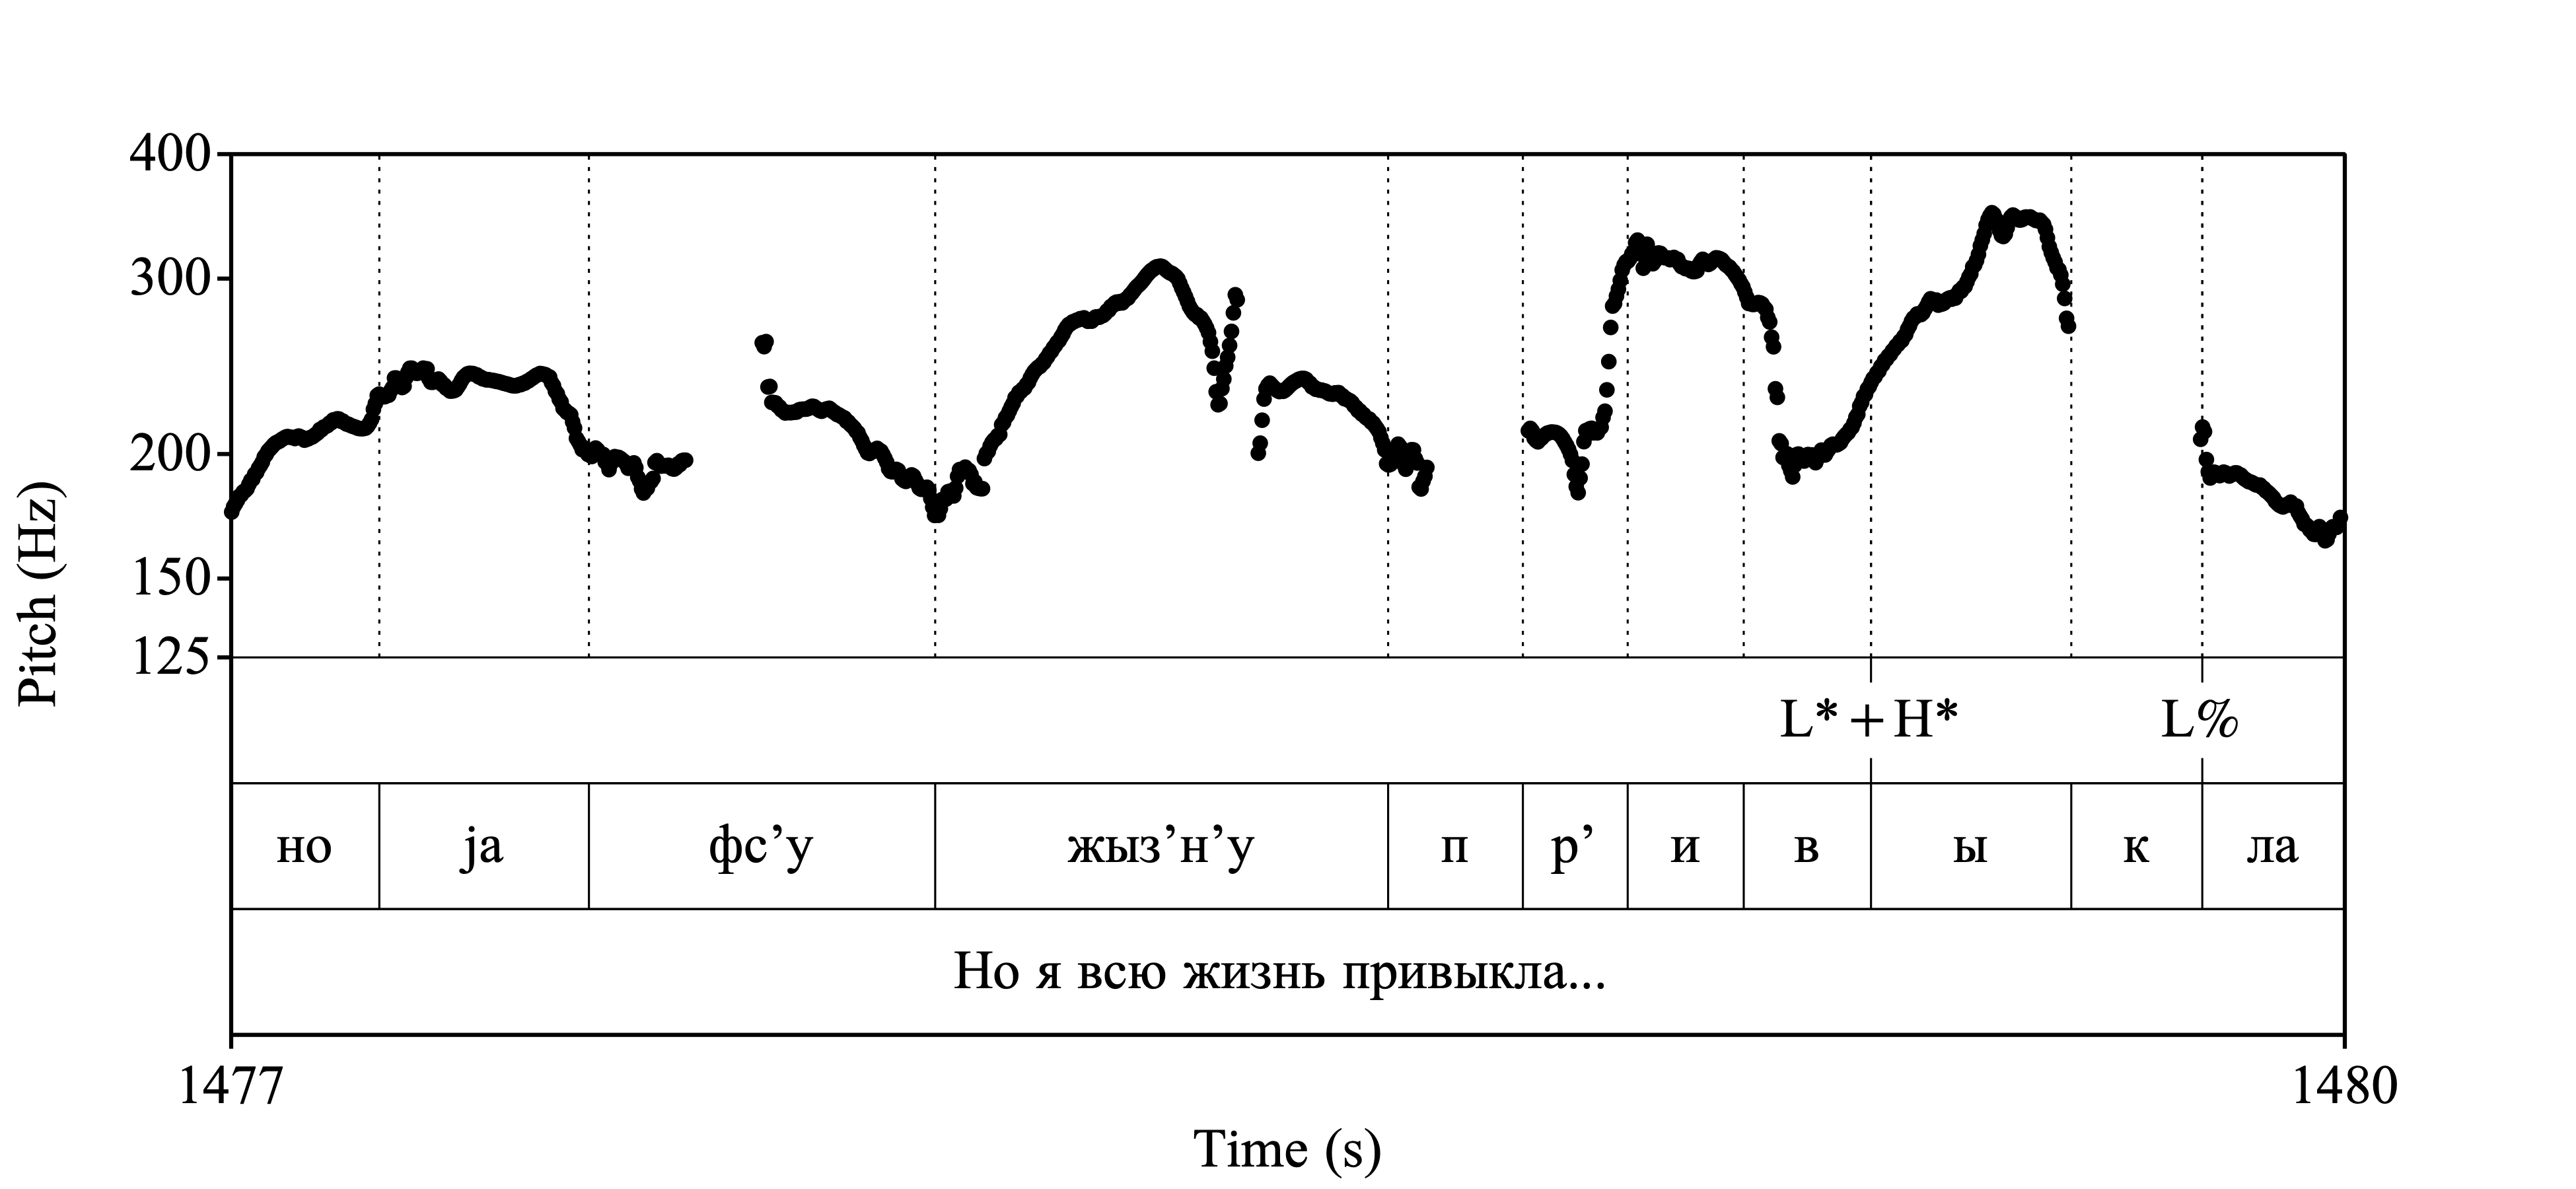 400
300
200
150
125
Pitch (Hz)
L*+H* L%
но ja фс’у жыз’н’у п р’ и в ы к ла
Но я всю жизнь привыкла...
1477 1480
Time (s)